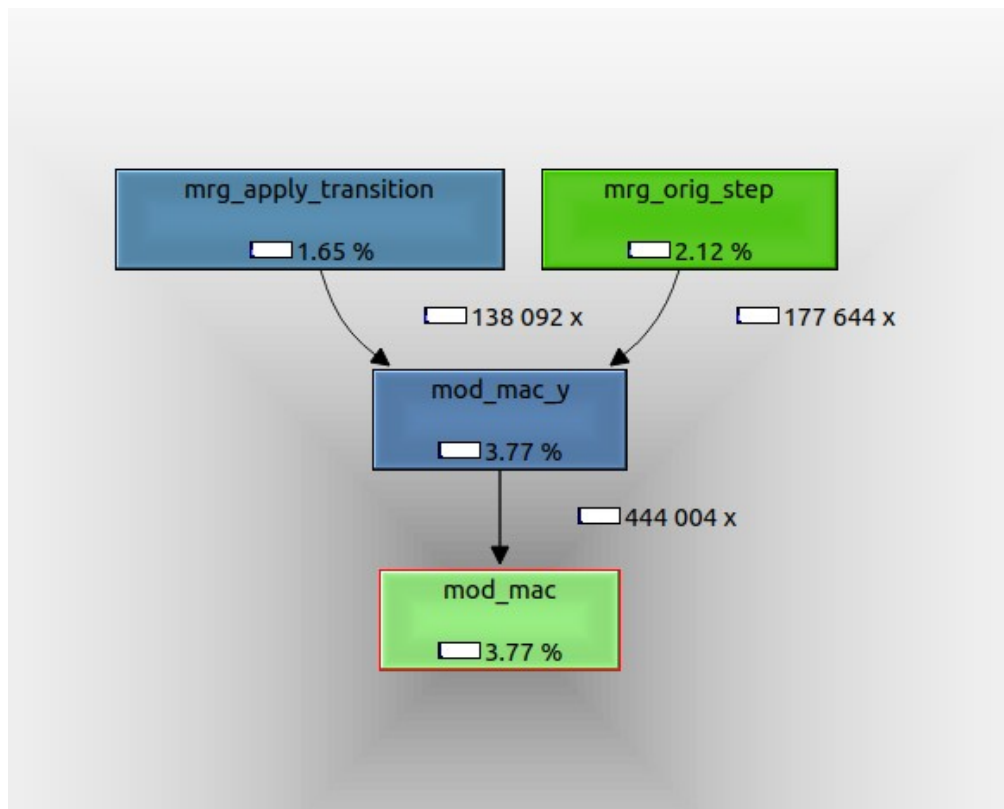 mrg_apply_transition
1.65 %
mrg_orig_step
2.12 %
138 092 x
177 644 x
mod_mac_y
3.77 %
444 004 x
mod_mac
3.77 %